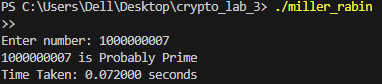 PS C:\Users\Dell\Desktop\crypto_lab_3> ./miller_rabin
>>
Enter number: 1000000007
1000000007 is Probably Prime
Time Taken: 0.072000 seconds